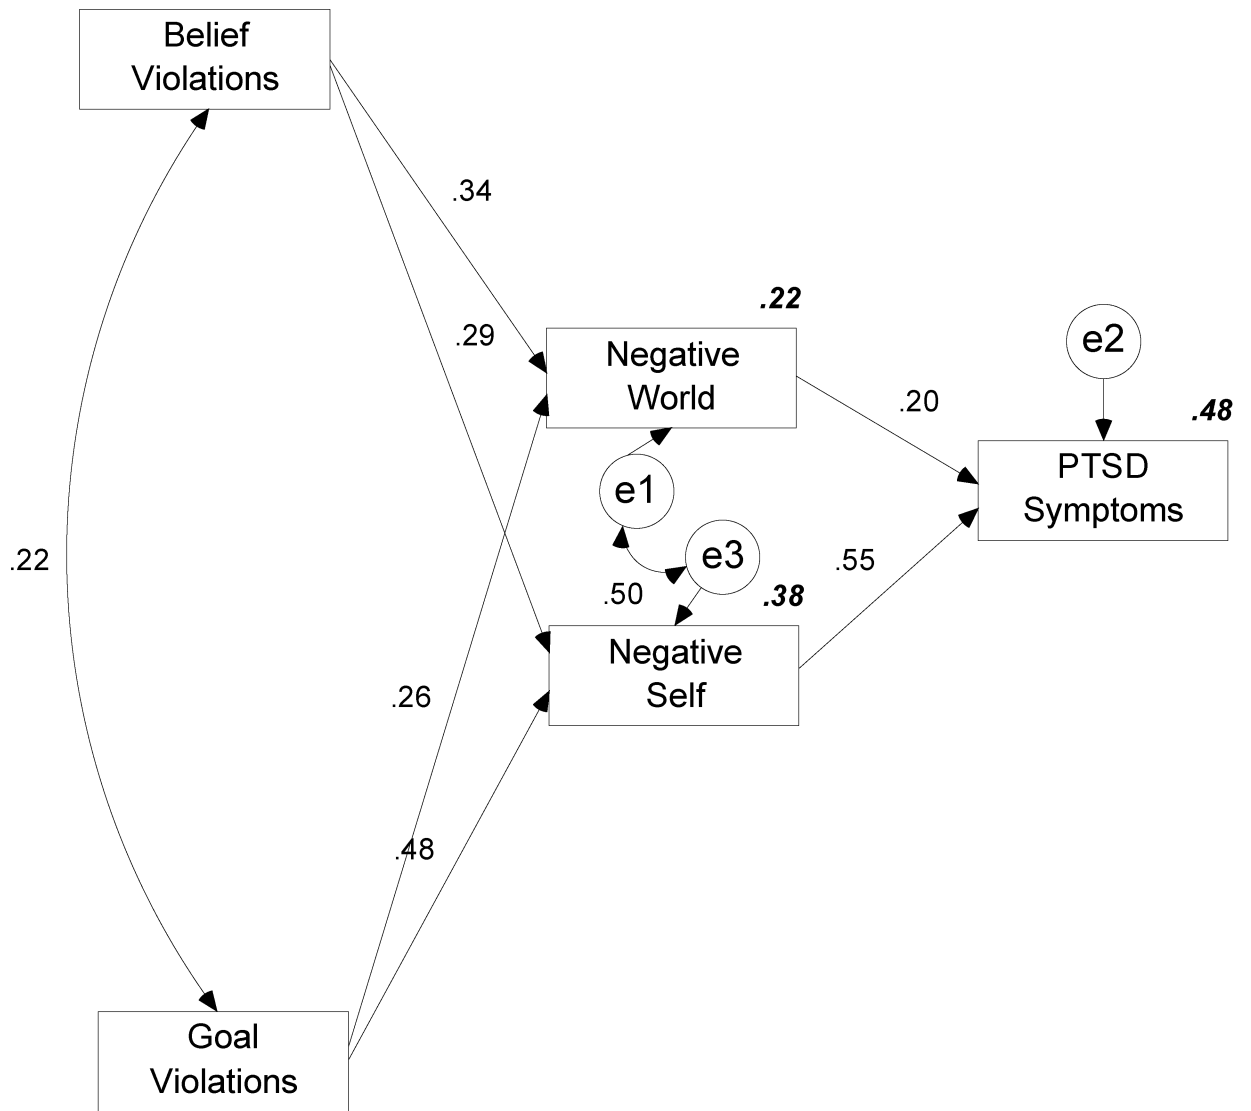 Belief
Violations
.34
.22
.29
e2
Negative
World
.20
.48
PTSD
Symptoms
e1
e3
.22
.55
.50
.38
Negative
Self
.26
.48
Goal
Violations